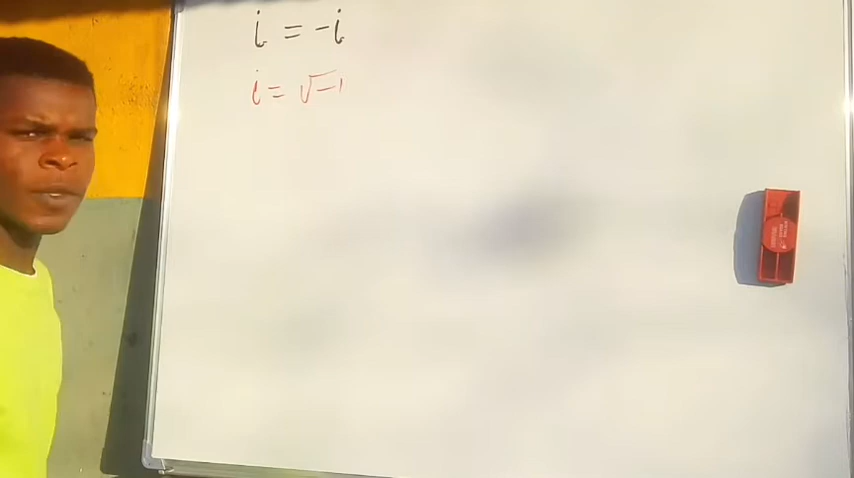 i = -i
i = √-1